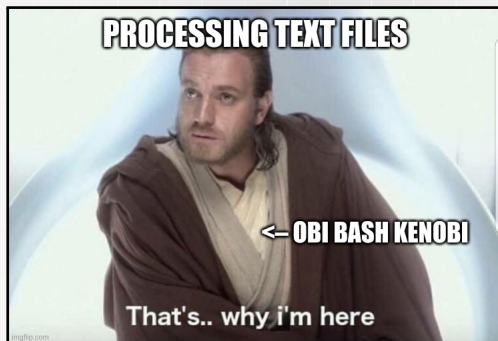 PROCESSING TEXT FILES
<– OBI BASH KENOBI
That's.. why i'm here
imgflip.com